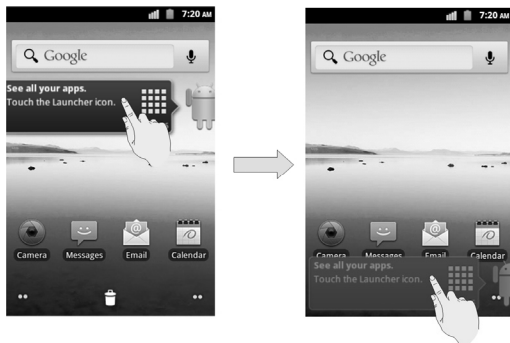 7:20 AM
Google
See all your apps.
Touch the Launcher icon.
@
Camera
Messages
Email
Calendar
7:20 AM
Google
@
Camera
Messages
Email
Calendar
See all your apps.
Touch the Launcher icon.